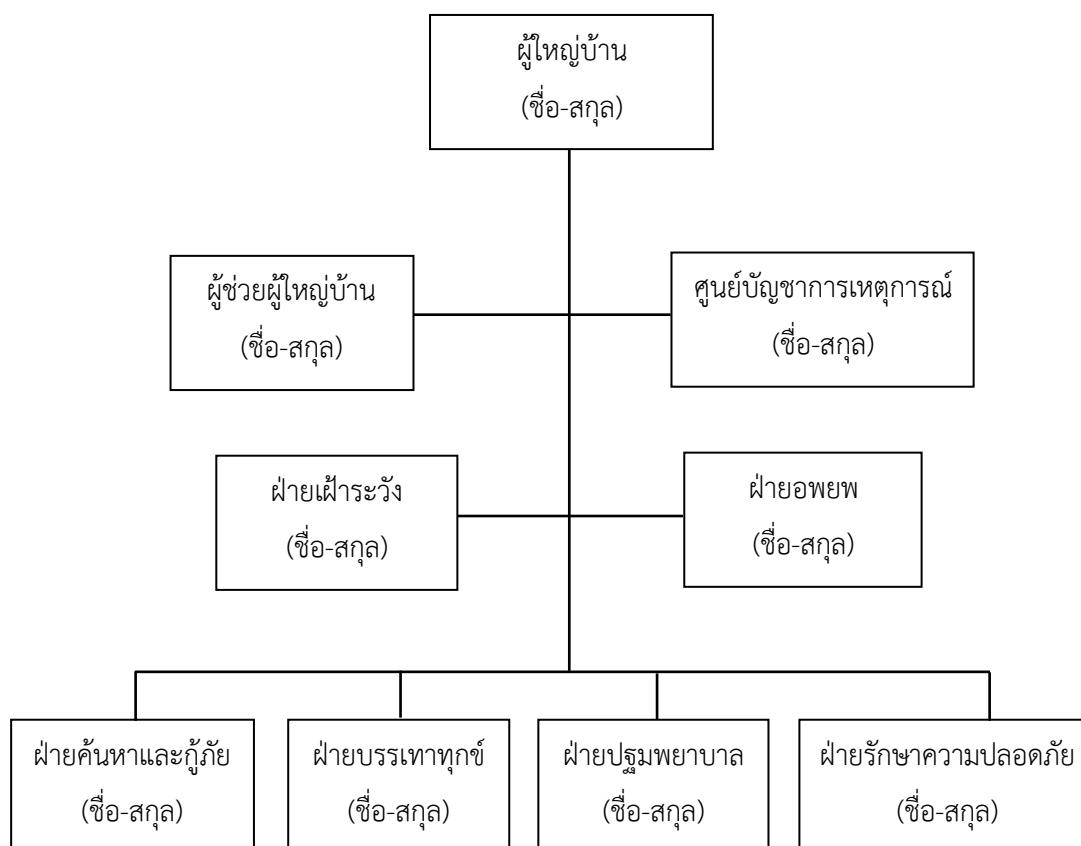 ผู้ใหญ่บ้าน
(ชื่อ-สกุล)
ผู้ช่วยผู้ใหญ่บ้าน
(ชื่อ-สกุล)
ศูนย์บัญชาการเหตุการณ์
(ชื่อ-สกุล)
ฝ่ายเฝ้าระวัง
(ชื่อ-สกุล)
ฝ่ายอพยพ
(ชื่อ-สกุล)
ฝ่ายค้นหาและกู้ภัย
(ชื่อ-สกุล)
ฝ่ายบรรเทาทุกข์
(ชื่อ-สกุล)
ฝ่ายปฐมพยาบาล
(ชื่อ-สกุล)
ฝ่ายรักษาความปลอดภัย
(ชื่อ-สกุล)